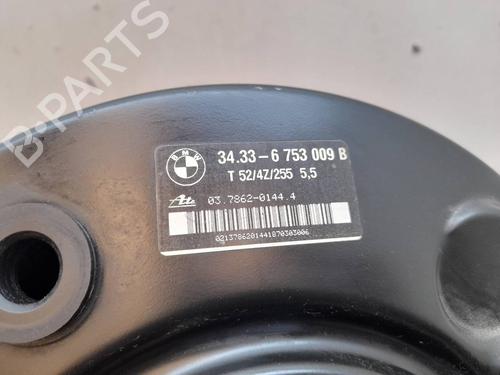 B-PARTS
BMW
34.33-6 753 009 B
T 52/4Z/255 5,5
Ate 03.7862-0144.4
0213786201441870303006